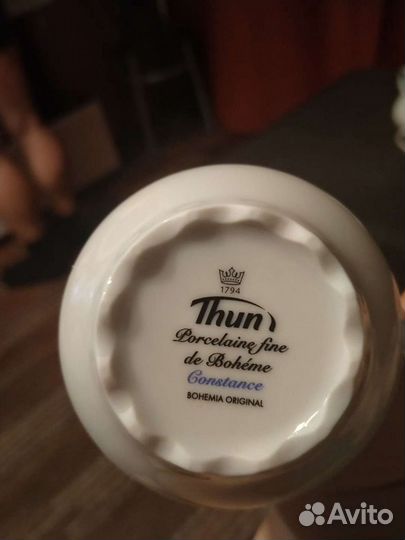 1794
Thun
Porcelaine fine
de Bohéme
Constance
BOHEMIA ORIGINAL
Avito